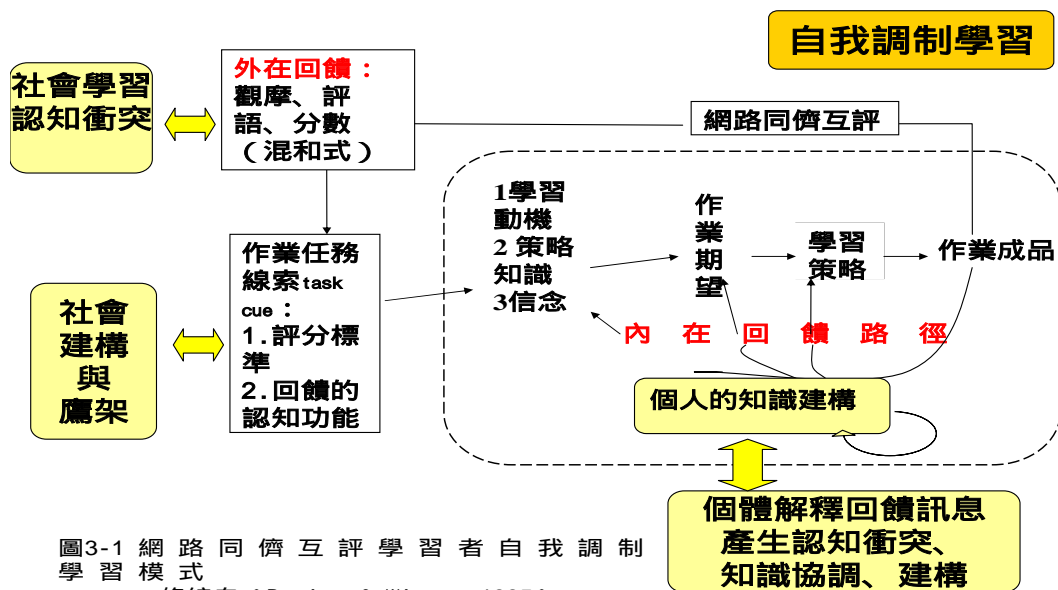 自我調制學習
社會學習
認知衝突
外在回饋：
觀摩、評
語、分數
（混和式）
網路同儕互評
1學習
動機
2 策略
知識
3信念
作
業
期
望
學習
策略
作業成品
作業任務
線索task
cue：
1.評分標
準
2.回饋的
認知功能
社會
建構
與
鷹架
內在回饋路徑
個人的知識建構
個體解釋回饋訊息
產生認知衝突、
知識協調、建構
圖3-1 網路同儕互評學習者自我調制
學習模式